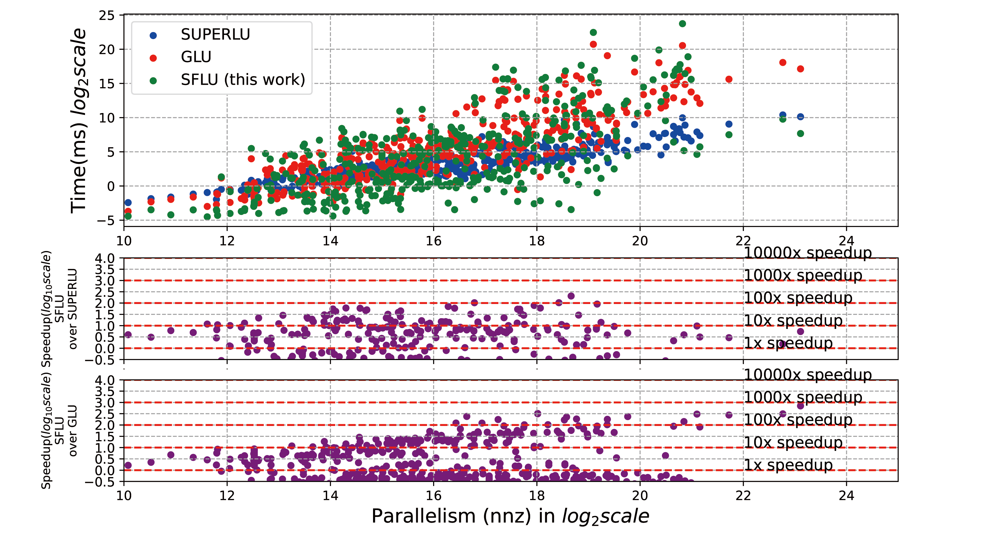 25
20
15
10
5
0
−5
Time(ms) log2scale
SUPERLU
GLU
SFLU (this work)
10 12 14 16 18 20 22 24
Speedup(log10scale)
SFLU
over SUPERLU
4.0
3.5
3.0
2.5
2.0
1.5
1.0
0.5
0.0
−0.5
10000x speedup
1000x speedup
100x speedup
10x speedup
1x speedup
Speedup(log10scale)
SFLU
over GLU
4.0
3.5
3.0
2.5
2.0
1.5
1.0
0.5
0.0
−0.5
10000x speedup
1000x speedup
100x speedup
10x speedup
1x speedup
10 12 14 16 18 20 22 24
Parallelism (nnz) in log2scale